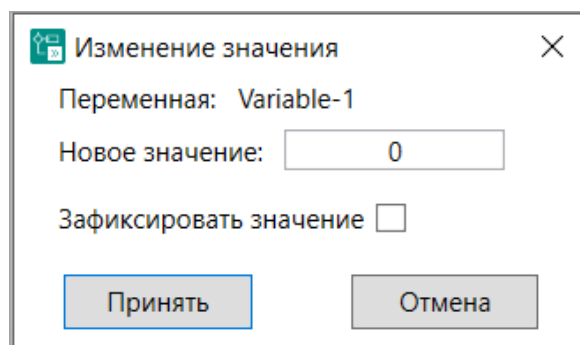 Изменение значения
Переменная: Variable-1
Новое значение: 0
Зафиксировать значение
Принять Отмена